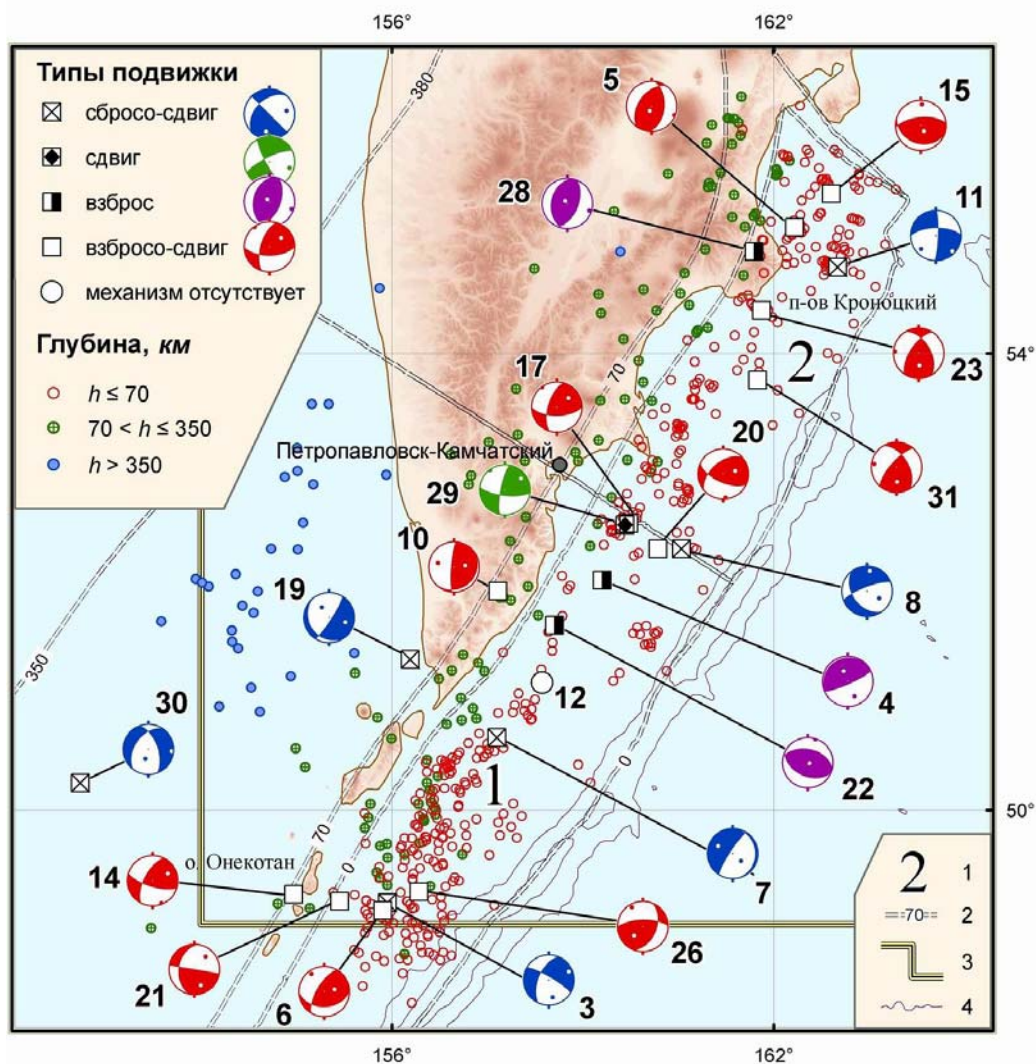 156° 162°
Типы подвижки
сбросо-сдвиг
сдвиг
взброс
взбросо-сдвиг
механизм отсутствует
Глубина, км
h ≤ 70
70 < h ≤ 350
h > 350
380
5
15
28
11
п-ов Кроноцкий
2
54°
23
17
70
20
Петропавловск-Камчатский
29
31
10
19
8
350
30
12
4
22
0
1
50°
70
о. Онекотан
0
14
7
26
21
6
3
2 1
70 2
3
4
156° 162°